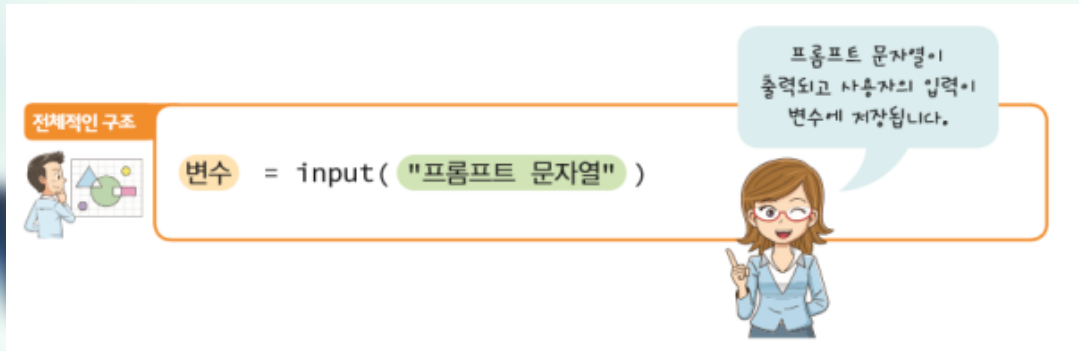 프롬프트 문자열이
출력되고 사용자의 입력이
변수에 저장됩니다.
전체적인 구조
변수 = input( "프롬프트 문자열" )